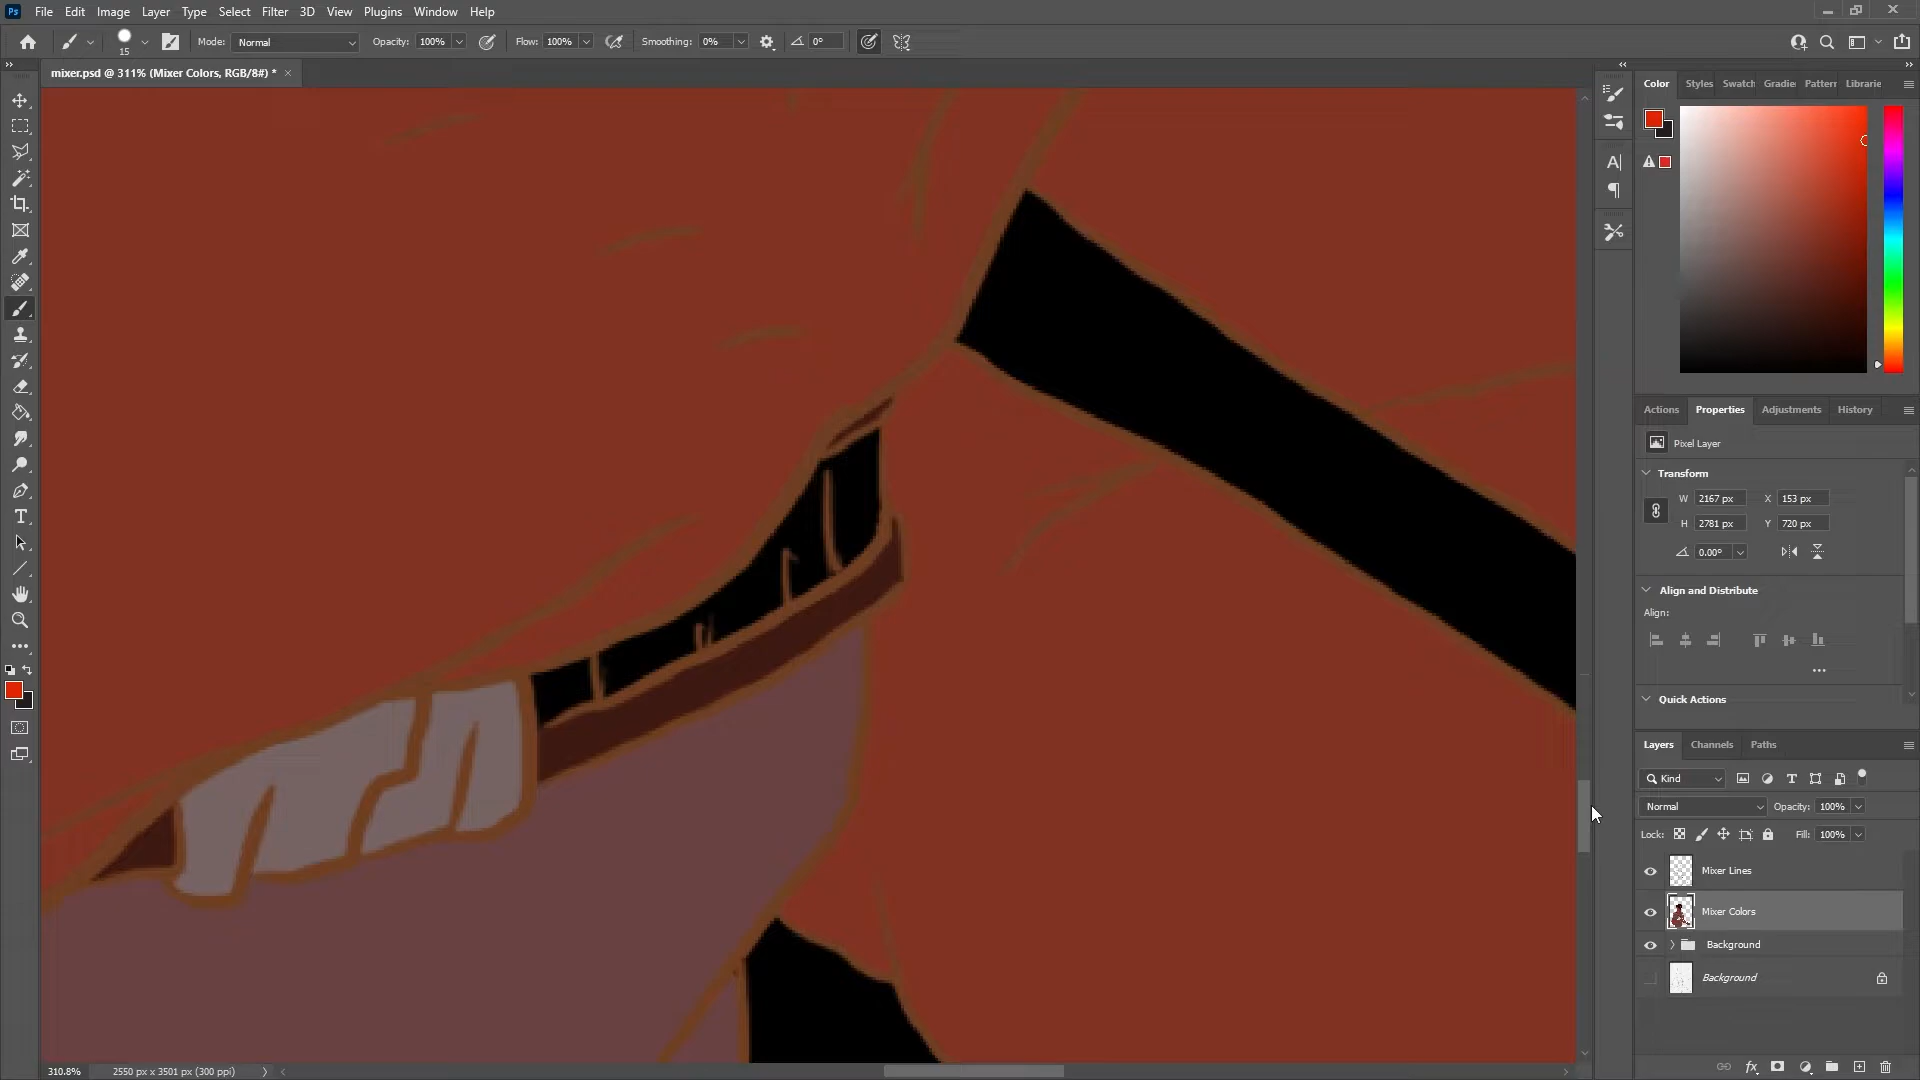 Ps File Edit Image Layer Type Select Filter 3D View Plugins Window Help
15 Mode: Normal Opacity: 100% Flow: 100% Smoothing: 0% 0°
mixer.psd @ 311% (Mixer Colors, RGB/8#) *
Color Styles Swatch Gradie Patterr Librarie
Actions Properties Adjustments History
Pixel Layer
Transform
W 2167 px X 153 px
H 2781 px Y 720 px
0.00°
Align and Distribute
Align:
Quick Actions
Layers Channels Paths
Kind
Normal Opacity: 100%
Lock: Fill: 100%
Mixer Lines
Mixer Colors
Background
Background
310.8% 2550 px x 3501 px (300 ppi)